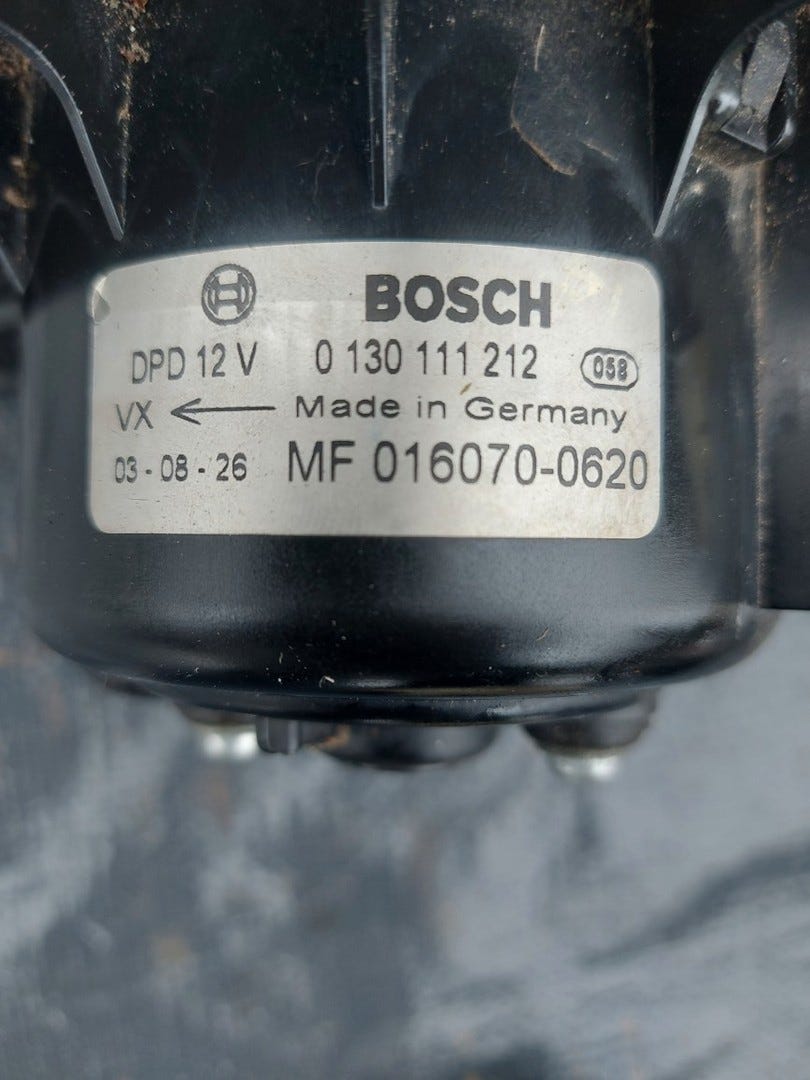 BOSCH
DPD 12 V 0 130 111 212 058
VX ← Made in Germany
03-08-26 MF 016070-0620